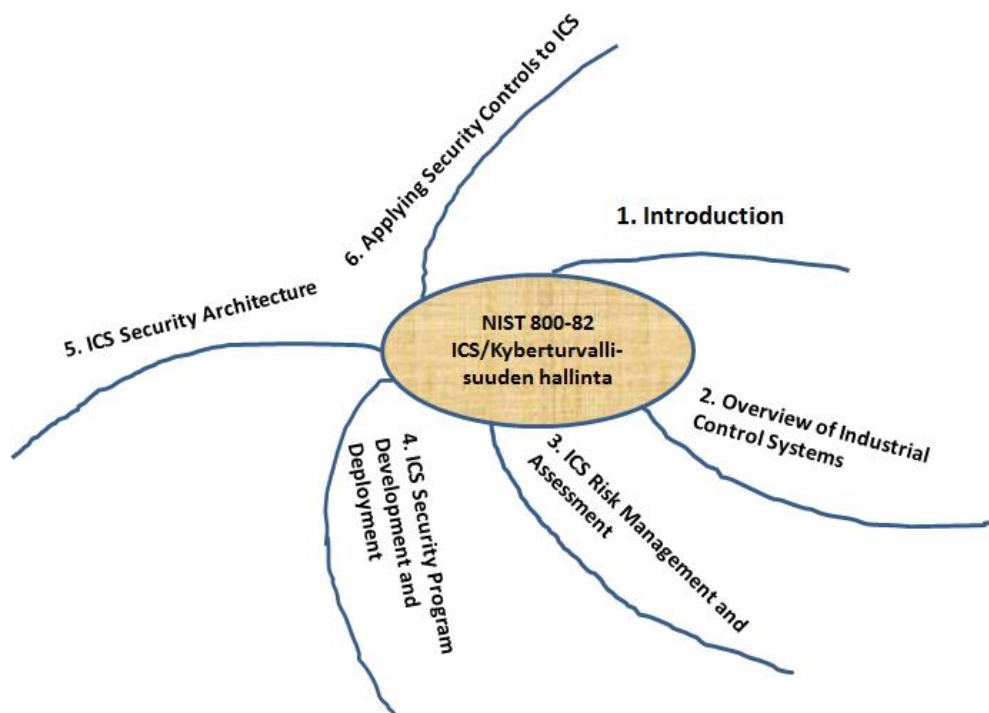 NIST 800-82
ICS/Kyberturvalli-
suuden hallinta
1. Introduction
2. Overview of Industrial
Control Systems
3. ICS Risk Management and
Assessment
4. ICS Security Program
Development and
Deployment
5. ICS Security Architecture
6. Applying Security Controls to ICS